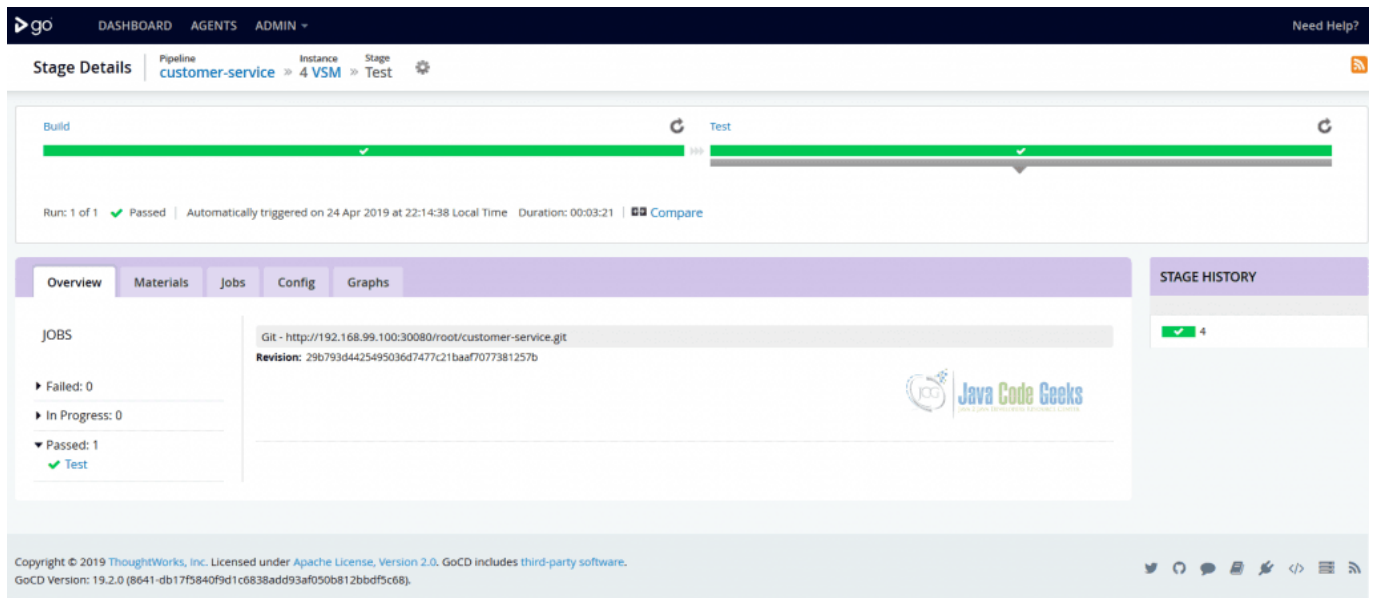 go DASHBOARD AGENTS ADMIN Need Help?
Stage Details
Pipeline Instance Stage
customer-service » 4 VSM » Test
Build Test
Run: 1 of 1 Passed Automatically triggered on 24 Apr 2019 at 22:14:38 Local Time Duration: 00:03:21 Compare
Overview Materials Jobs Config Graphs STAGE HISTORY
JOBS
Git - http://192.168.99.100:30080/root/customer-service.git
4
Revision: 29b793d4425495036d7477c21baaf7077381257b
Failed: 0
JCG Java Code Geeks
In Progress: 0
Passed: 1
Test
Copyright © 2019 ThoughtWorks, Inc. Licensed under Apache License, Version 2.0. GoCD includes third-party software.
GoCD Version: 19.2.0 (8641-db17f5840f9d1c6838add93af050b812bbdf5c68).